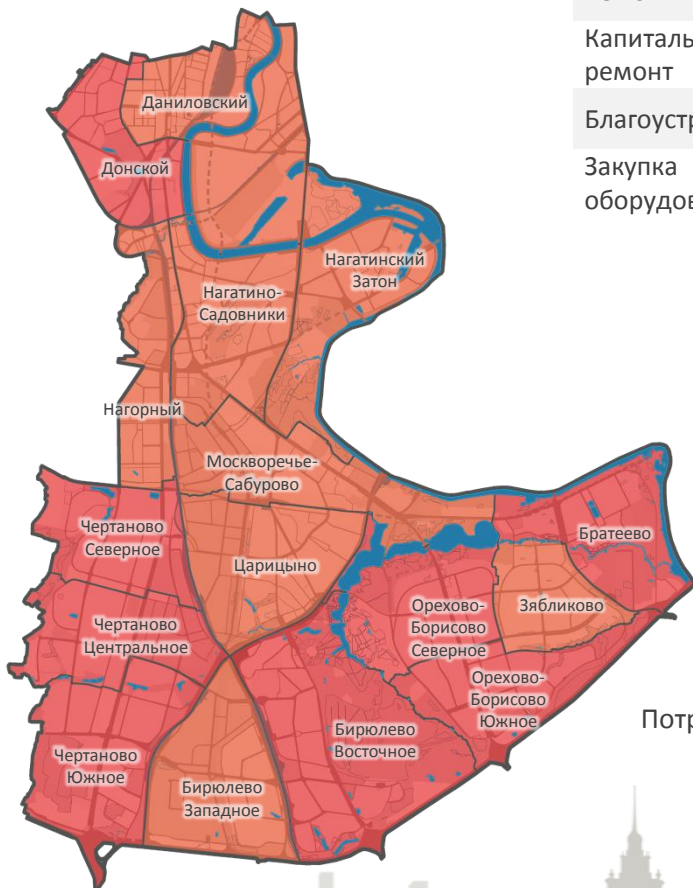 Капиталь
ремонт
Благоустр
Закупка
оборудов
Даниловский
Донской
Нагатинский
Затон
Нагатино-
Садовники
Нагорный
Москворечье-
Сабурово
Чертаново
Северное
Царицыно
Братеево
Орехово-
Борисово
Северное
Зябликово
Чертаново
Центральное
Орехово-
Борисово
Южное
Потр
Бирюлево
Восточное
Чертаново
Южное
Бирюлево
Западное